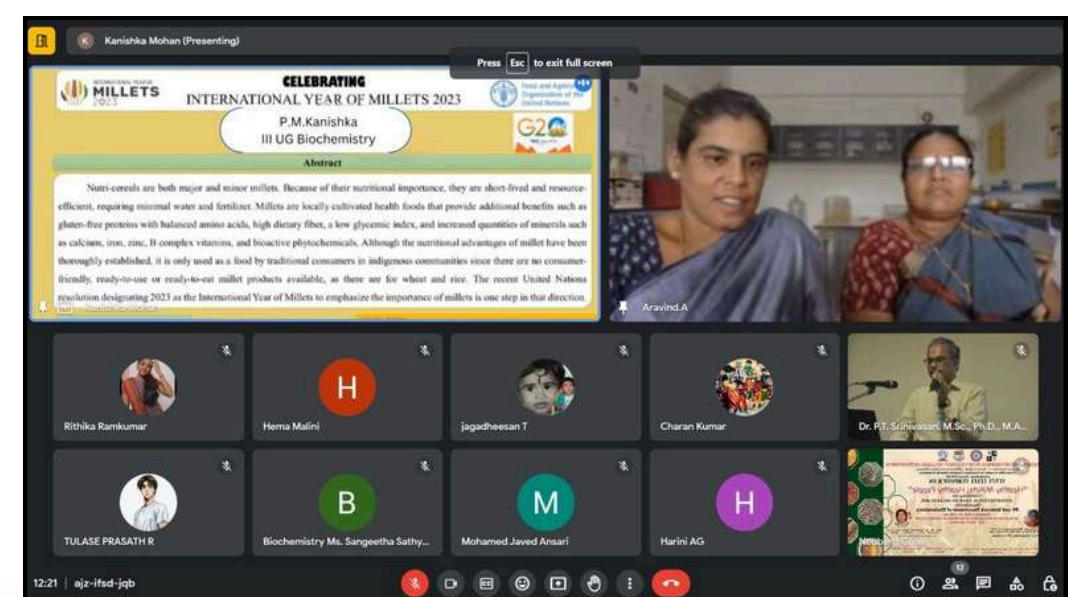 K Kanishka Mohan (Presenting)
Press Esc to exit full screen
INTERNATIONAL YEAR OF
MILLETS
2023
CELEBRATING
INTERNATIONAL YEAR OF MILLETS 2023
Food and Agriculture
Organization of the
United Nations
P.M.Kanishka
III UG Biochemistry
G20
Abstract
Nutri-cereals are both major and minor millets. Because of their nutritional importance, they are short-lived and resource-
efficient, requiring minimal water and fertilizer. Millets are locally cultivated health foods that provide additional benefits such as
gluten-free proteins with balanced amino acids, high dietary fiber, a low glycemic index, and increased quantities of minerals such
as calcium, iron, zinc, B complex vitamins, and bioactive phytochemicals. Although the nutritional advantages of millet have been
thoroughly established, it is only used as a food by traditional consumers in indigenous communities since there are no consumer-
friendly, ready-to-use or ready-to-eat millet products available, as there are for wheat and rice. The recent United Nations
resolution designating 2023 as the International Year of Millets to emphasize the importance of millets is one step in that direction.
Aravind.A
Rithika Ramkumar
H
Hema Malini
jagadheesan T
Charan Kumar
Dr. P.T. Srinivasan, M.Sc., Ph.D., M.A...
TULASE PRASATH R
B
Biochemistry Ms. Sangeetha Sathy...
M
Mohamed Javed Ansari
H
Harini AG
"Healthy Millets, Healthy People"
12:21 | ajz-ifsd-jqb
12